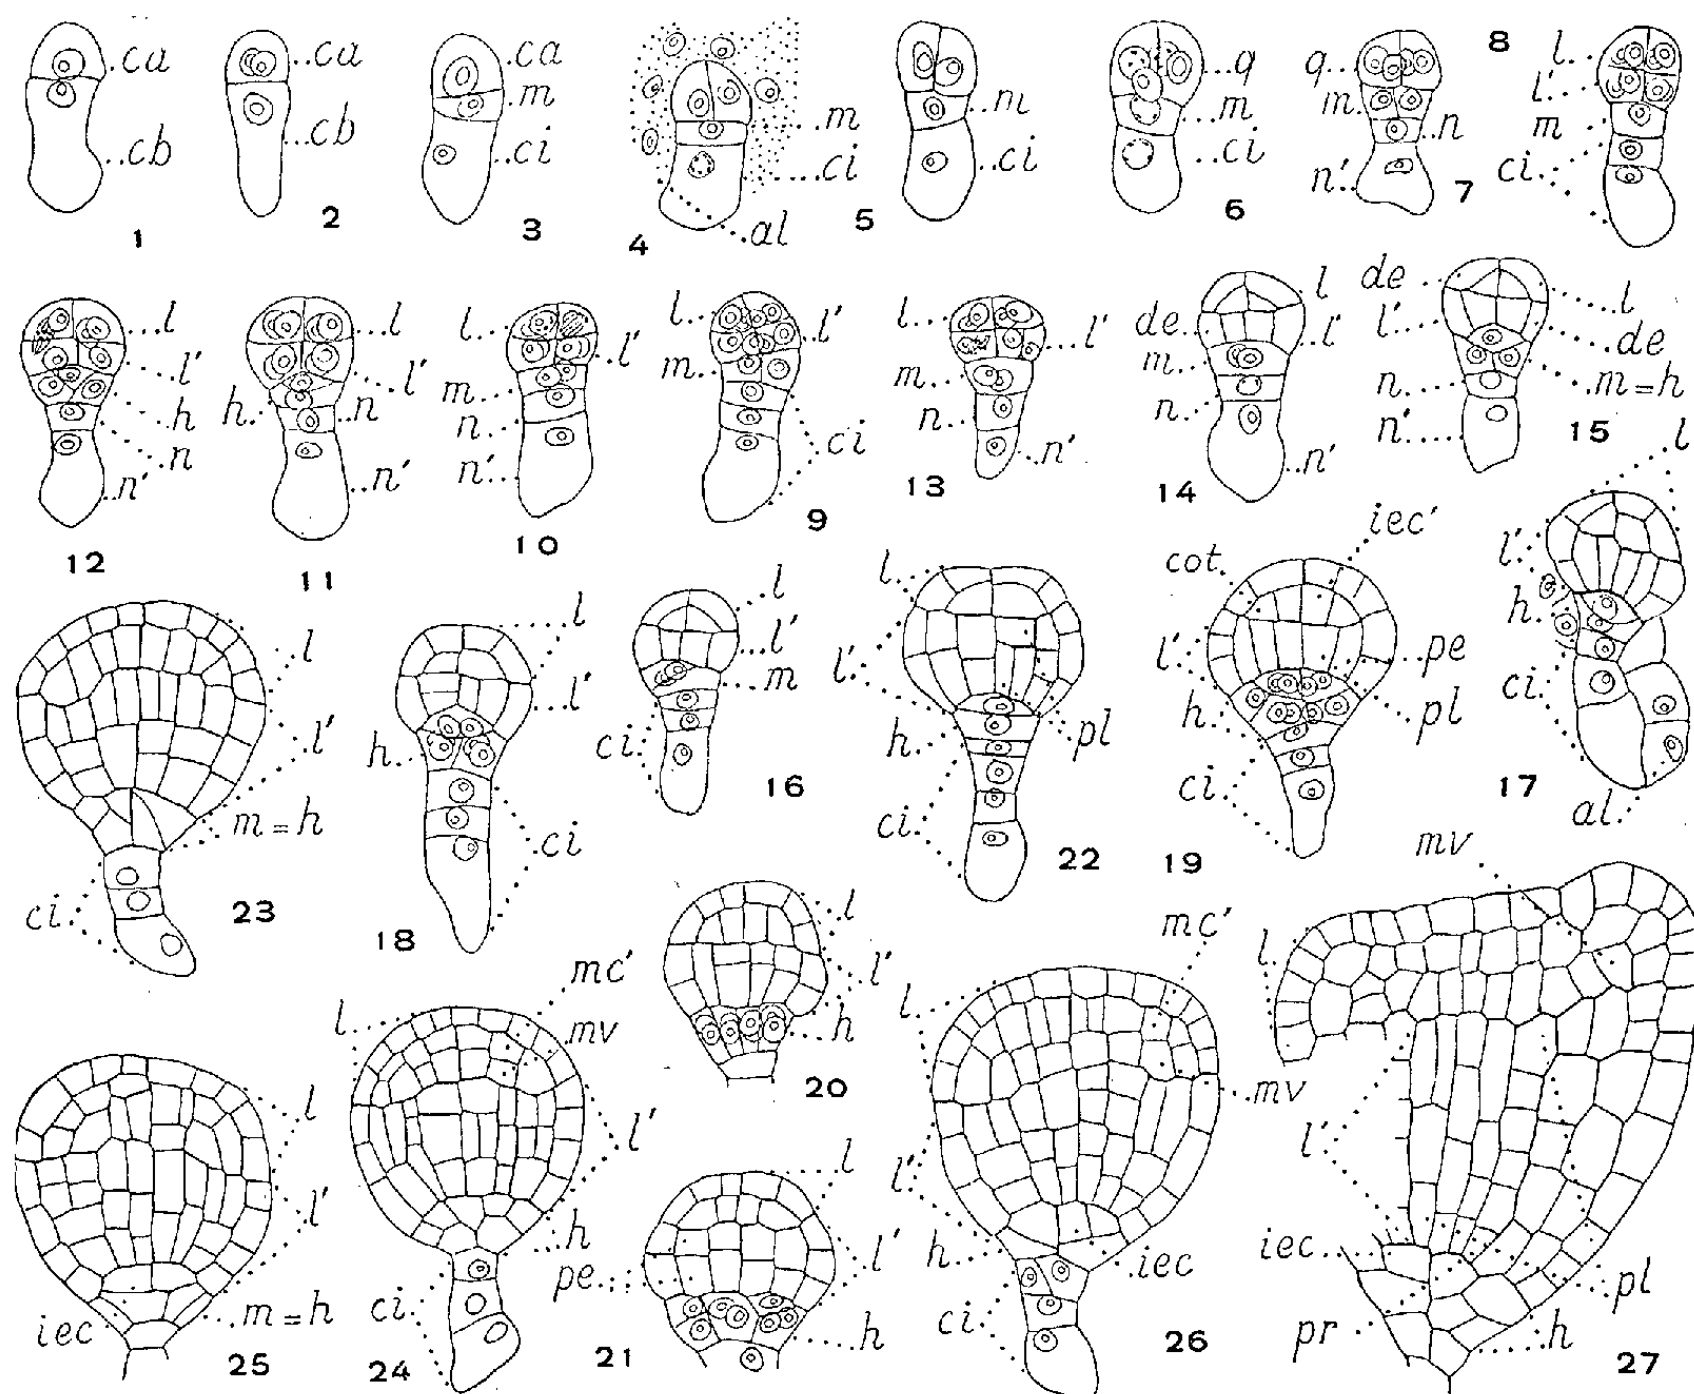 ca
cb
1
ca
cb
2
ca
m
ci
3
m
ci
al
4
m
ci
5
q
m
ci
6
q
m
n
n'
7
8
l
l'
m
ci
l
l'
h
n
n'
12
l
l'
h
n
n'
11
l
l'
m
n
n'
10
l
l'
m
ci
9
l
l'
m
n
n'
13
l
de
l'
m
n
n'
14
de
l
l'
de
m=h
n
n'
15
l
l'
m=h
ci
23
l
l'
h
ci
18
l
l'
m
ci
16
l
l'
h
pl
ci
22
iec'
cot
l'
pe
pl
h
ci
19
l
l'
h
ci
al
17
l
l'
m=h
iec
25
mc'
mv
l
l'
h
ci
24
l
l'
h
20
l
l'
pe
h
21
mc'
l
mv
l'
h
iec
ci
26
mv
l
l'
iec
pl
pr
h
27